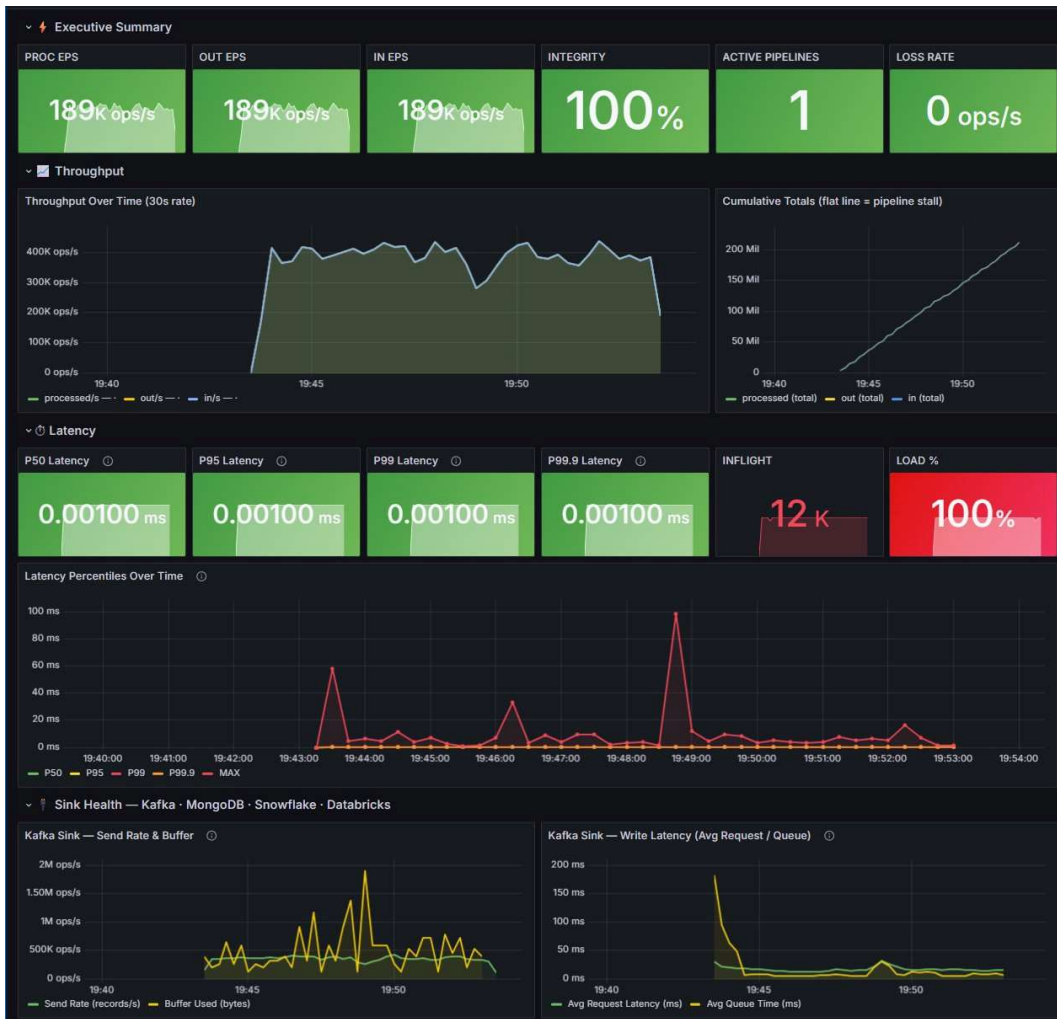 Executive Summary
PROC EPS
OUT EPS
IN EPS
INTEGRITY
ACTIVE PIPELINES
LOSS RATE
189K ops/s
189K ops/s
189K ops/s
100%
1
0 ops/s
Throughput
Throughput Over Time (30s rate)
400K ops/s
300K ops/s
200K ops/s
100K ops/s
0 ops/s
19:40
19:45
19:50
processed/s — ·
out/s — ·
in/s — ·
Cumulative Totals (flat line = pipeline stall)
200 Mil
150 Mil
100 Mil
50 Mil
0
19:40
19:45
19:50
processed (total)
out (total)
in (total)
Latency
P50 Latency
P95 Latency
P99 Latency
P99.9 Latency
INFLIGHT
LOAD %
0.00100 ms
0.00100 ms
0.00100 ms
0.00100 ms
12 K
100%
Latency Percentiles Over Time
100 ms
80 ms
60 ms
40 ms
20 ms
0 ms
19:40:00
19:41:00
19:42:00
19:43:00
19:44:00
19:45:00
19:46:00
19:47:00
19:48:00
19:49:00
19:50:00
19:51:00
19:52:00
19:53:00
19:54:00
P50
P95
P99
P99.9
MAX
Sink Health — Kafka · MongoDB · Snowflake · Databricks
Kafka Sink — Send Rate & Buffer
2M ops/s
1.50M ops/s
1M ops/s
500K ops/s
0 ops/s
19:40
19:45
19:50
Send Rate (records/s)
Buffer Used (bytes)
Kafka Sink — Write Latency (Avg Request / Queue)
200 ms
150 ms
100 ms
50 ms
0 ms
19:40
19:45
19:50
Avg Request Latency (ms)
Avg Queue Time (ms)